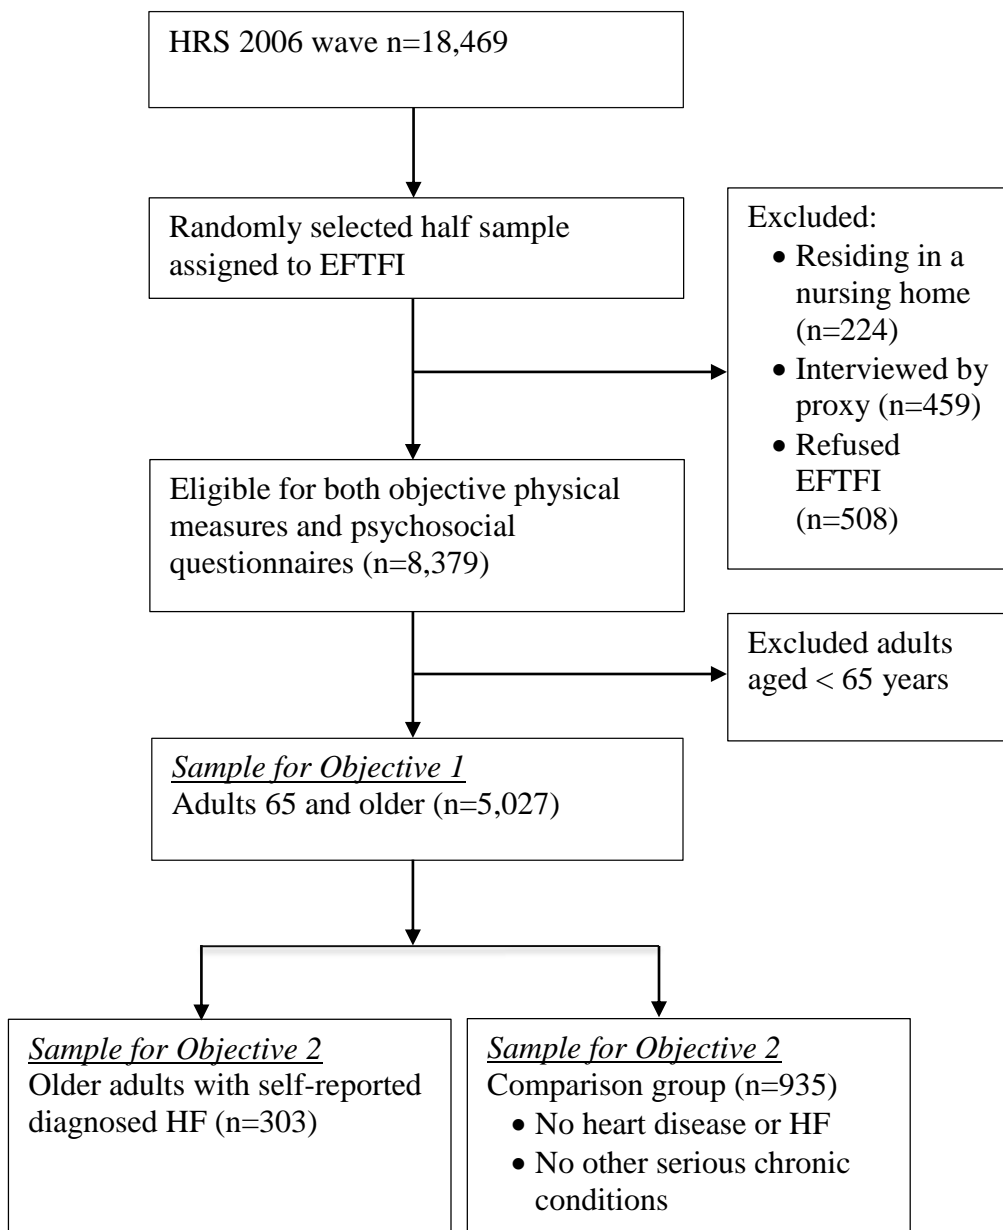 HRS 2006 wave n=18,469
Randomly selected half sample
assigned to EFTFI
Excluded:
• Residing in a
nursing home
(n=224)
• Interviewed by
proxy (n=459)
• Refused
EFTFI
(n=508)
Eligible for both objective physical
measures and psychosocial
questionnaires (n=8,379)
Excluded adults
aged < 65 years
Sample for Objective 1
Adults 65 and older (n=5,027)
Sample for Objective 2
Older adults with self-reported
diagnosed HF (n=303)
Sample for Objective 2
Comparison group (n=935)
• No heart disease or HF
• No other serious chronic
conditions